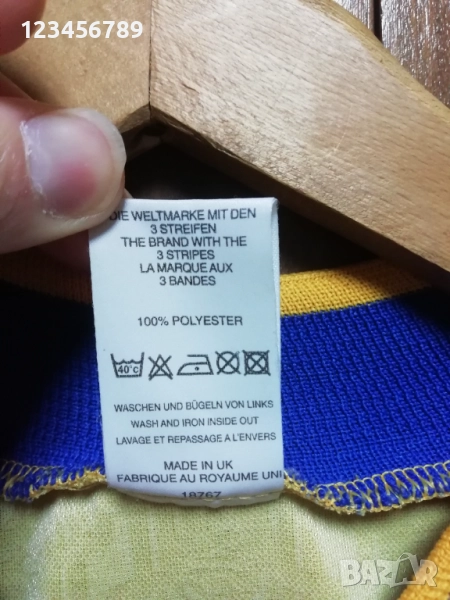 123456789
DIE WELTMARKE MIT DEN
3 STREIFEN
THE BRAND WITH THE
3 STRIPES
LA MARQUE AUX
3 BANDES
100% POLYESTER
40°C
WASCHEN UND BÜGELN VON LINKS
WASH AND IRON INSIDE OUT
LAVAGE ET REPASSAGE A L'ENVERS
MADE IN UK
FABRIQUE AU ROYAUME UNI
18767
BAZAR